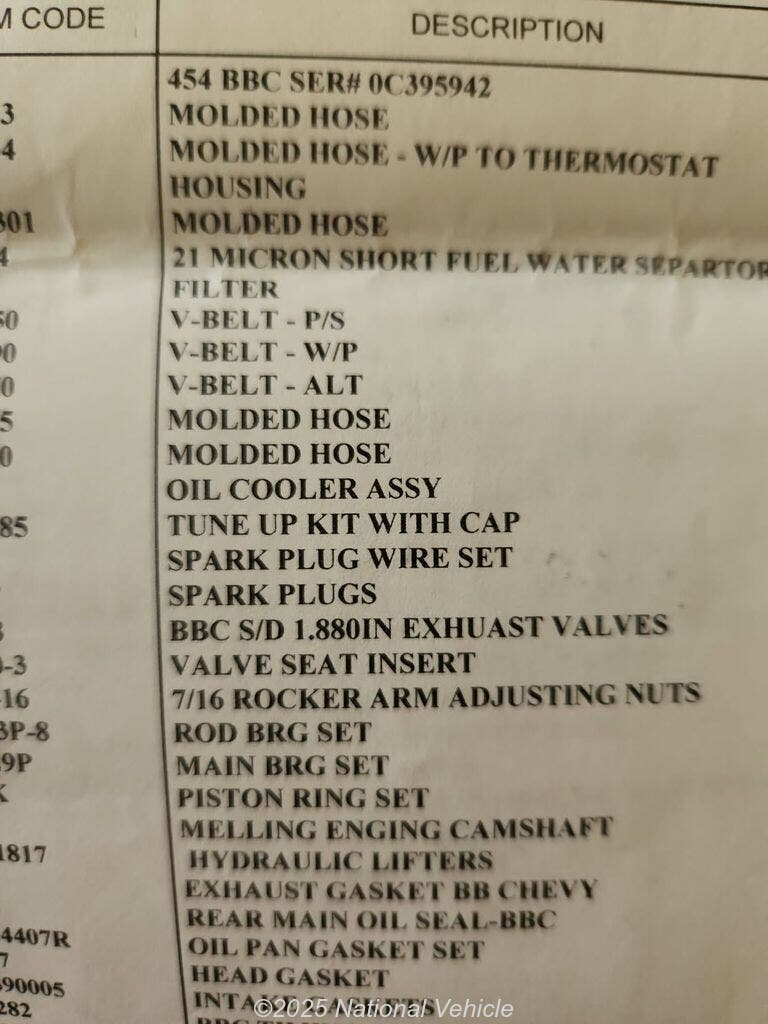 M CODE DESCRIPTION
454 BBC SER# 0C395942
3 MOLDED HOSE
4 MOLDED HOSE - W/P TO THERMOSTAT
HOUSING
301 MOLDED HOSE
4 21 MICRON SHORT FUEL WATER SEPARTOR
FILTER
50 V-BELT - P/S
90 V-BELT - W/P
0 V-BELT - ALT
5 MOLDED HOSE
0 MOLDED HOSE
OIL COOLER ASSY
85 TUNE UP KIT WITH CAP
SPARK PLUG WIRE SET
SPARK PLUGS
BBC S/D 1.880IN EXHUAST VALVES
-3 VALVE SEAT INSERT
-16 7/16 ROCKER ARM ADJUSTING NUTS
3P-8 ROD BRG SET
9P MAIN BRG SET
K PISTON RING SET
MELLING ENGING CAMSHAFT
1817 HYDRAULIC LIFTERS
EXHAUST GASKET BB CHEVY
REAR MAIN OIL SEAL-BBC
4407R OIL PAN GASKET SET
7 HEAD GASKET
90005
282 INTAKE GASKETS
©2025 National Vehicle